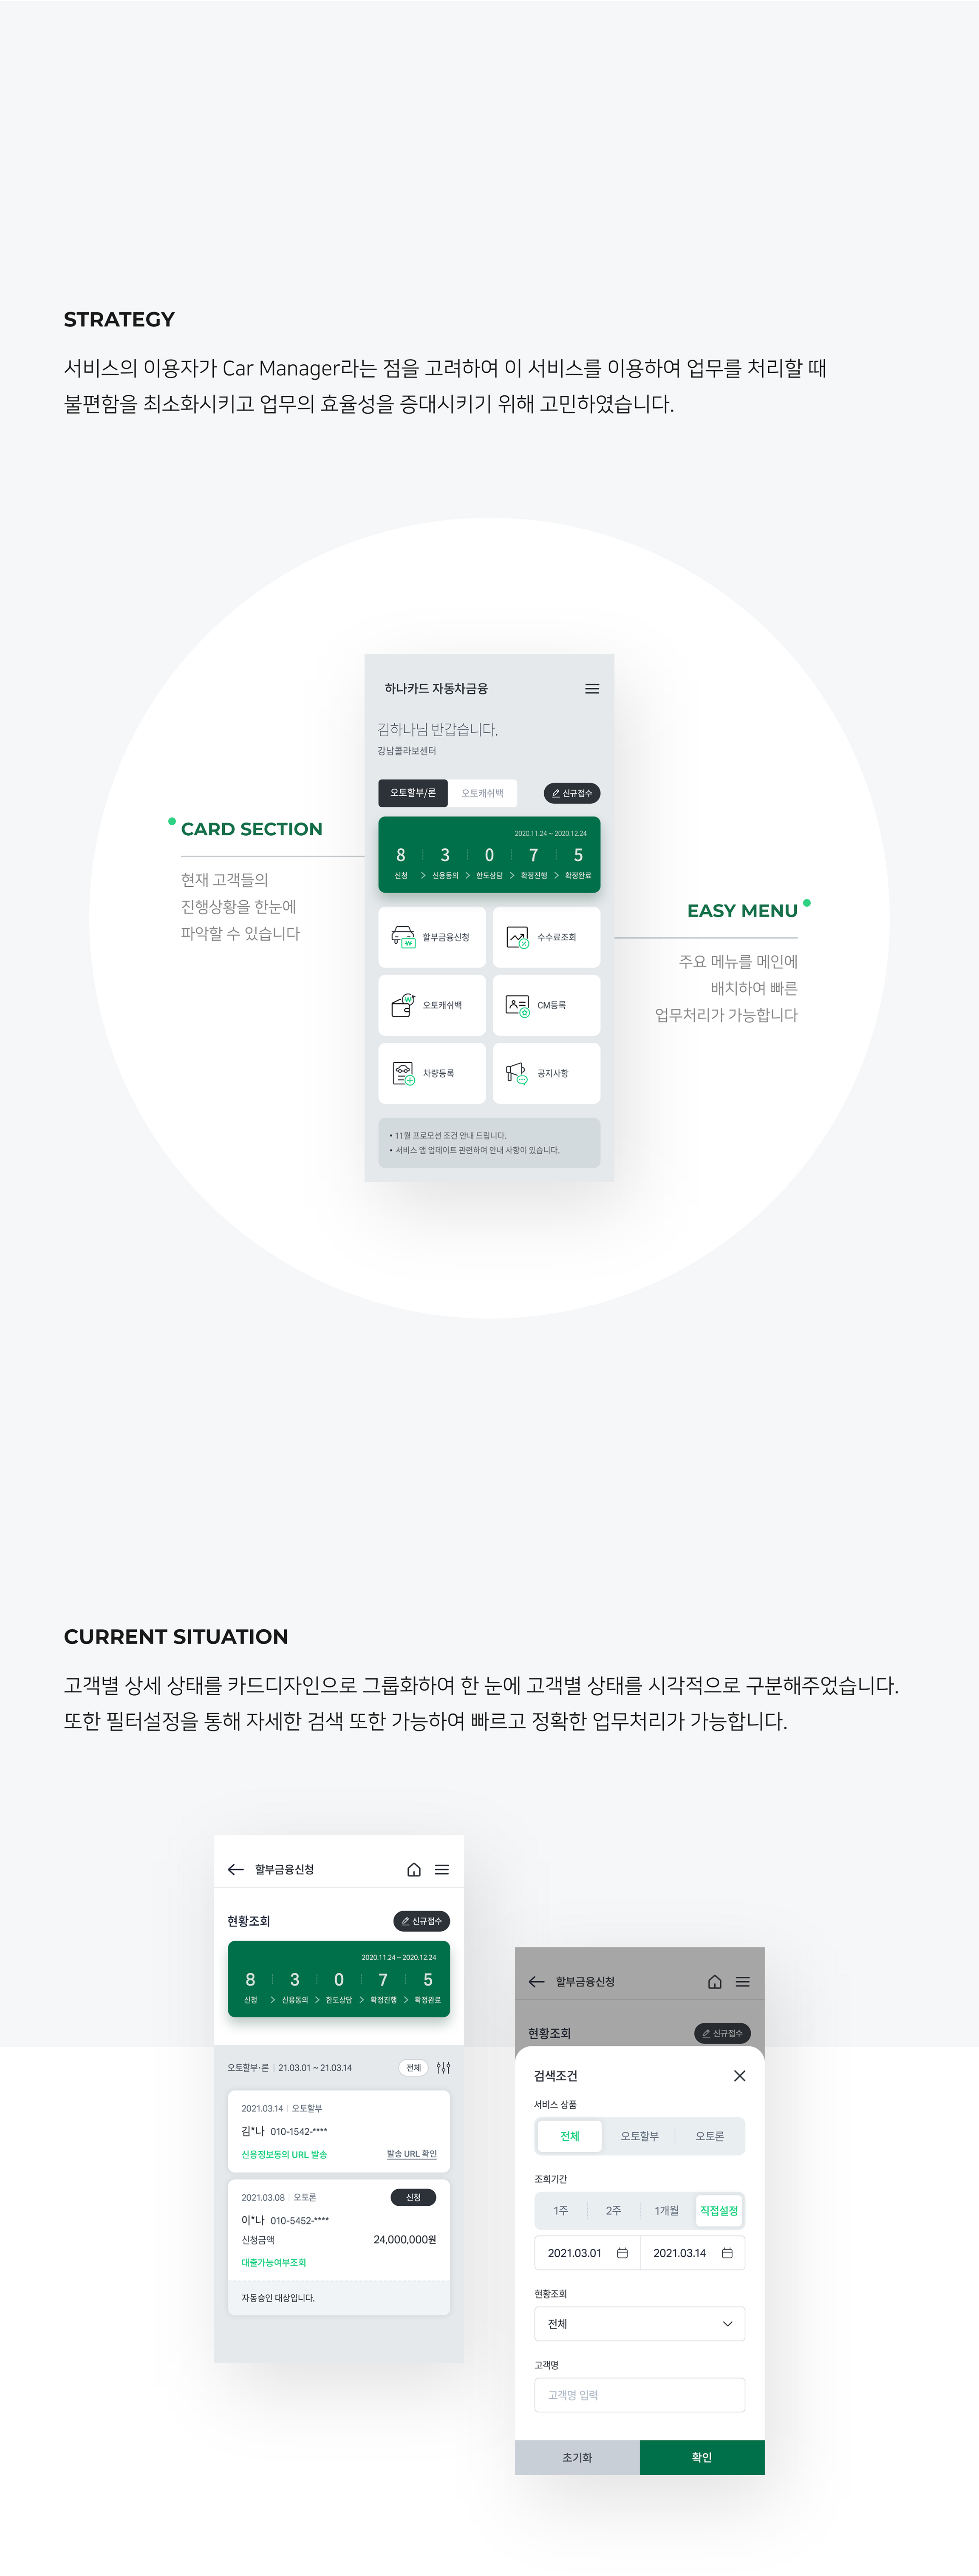 STRATEGY
서비스의 이용자가 Car Manager라는 점을 고려하여 이 서비스를 이용하여 업무를 처리할 때
불편함을 최소화시키고 업무의 효율성을 증대시키기 위해 고민하였습니다.
CARD SECTION
현재 고객들의
진행상황을 한눈에
파악할 수 있습니다
하나카드 자동차금융
김하나님 반갑습니다.
강남콜라보센터
오토할부/론 오토캐쉬백 신규접수
2020.11.24 ~ 2020.12.24
8 3 0 7 5
신청 > 신용동의 > 한도상담 > 확정진행 > 확정완료
할부금융신청 수수료조회
오토캐쉬백 CM등록
차량등록 공지사항
• 11월 프로모션 조건 안내 드립니다.
• 서비스 앱 업데이트 관련하여 안내 사항이 있습니다.
EASY MENU
주요 메뉴를 메인에
배치하여 빠른
업무처리가 가능합니다
CURRENT SITUATION
고객별 상세 상태를 카드디자인으로 그룹화하여 한 눈에 고객별 상태를 시각적으로 구분해주었습니다.
또한 필터설정을 통해 자세한 검색 또한 가능하여 빠르고 정확한 업무처리가 가능합니다.
할부금융신청
현황조회 신규접수
2020.11.24 ~ 2020.12.24
8 3 0 7 5
신청 > 신용동의 > 한도상담 > 확정진행 > 확정완료
오토할부·론 | 21.03.01 ~ 21.03.14 전체
2021.03.14 | 오토할부
김*나 010-1542-****
신용정보동의 URL 발송 발송 URL 확인
2021.03.08 | 오토론 신청
이*나 010-5452-****
신청금액 24,000,000원
대출가능여부조회
자동승인 대상입니다.
할부금융신청
현황조회 신규접수
검색조건
서비스 상품
전체 오토할부 오토론
조회기간
1주 2주 1개월 직접설정
2021.03.01 2021.03.14
현황조회
전체
고객명
고객명 입력
초기화 확인